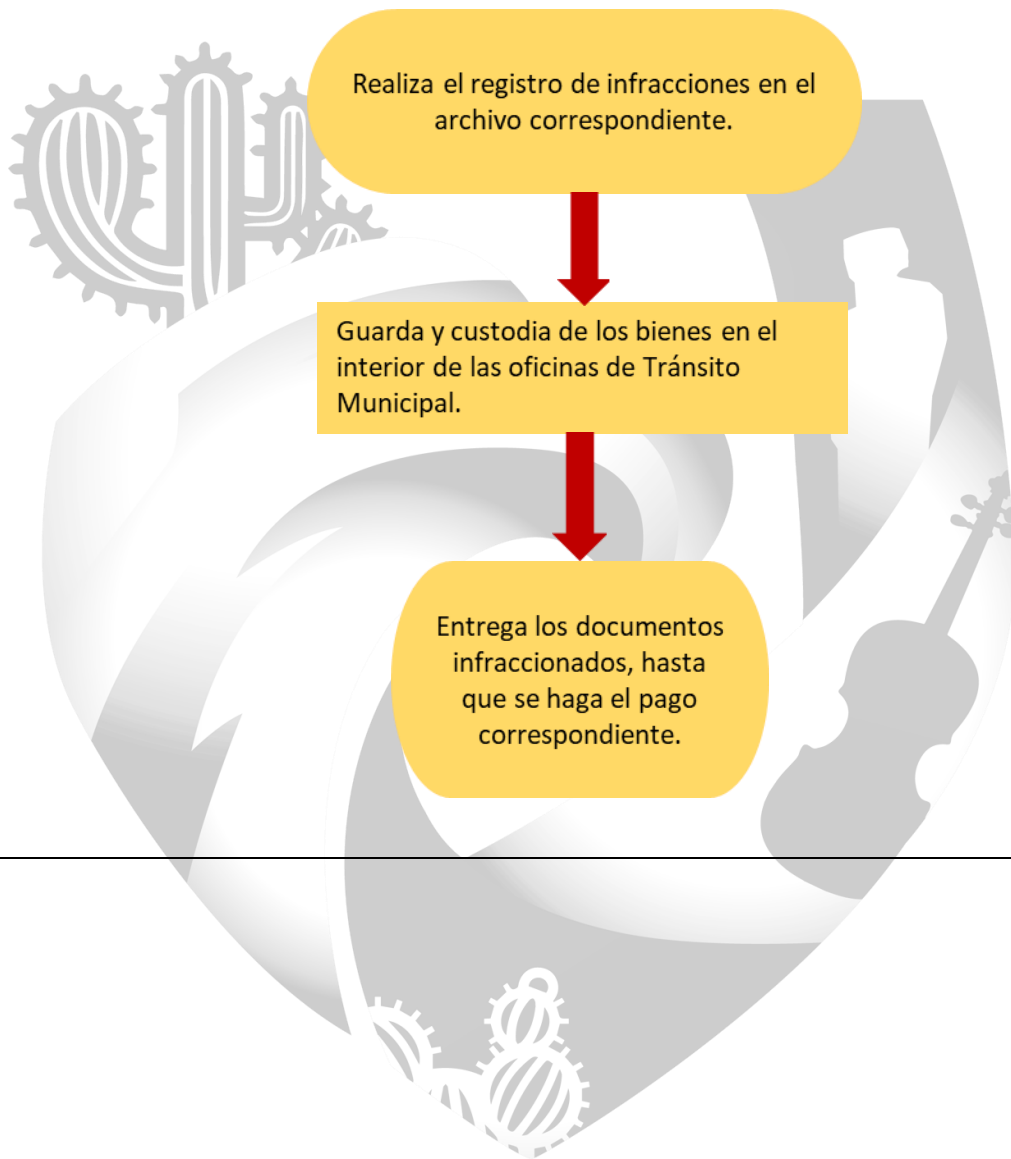 Realiza el registro de infracciones en el
archivo correspondiente.
Guarda y custodia de los bienes en el
interior de las oficinas de Tránsito
Municipal.
Entrega los documentos
infraccionados, hasta
que se haga el pago
correspondiente.